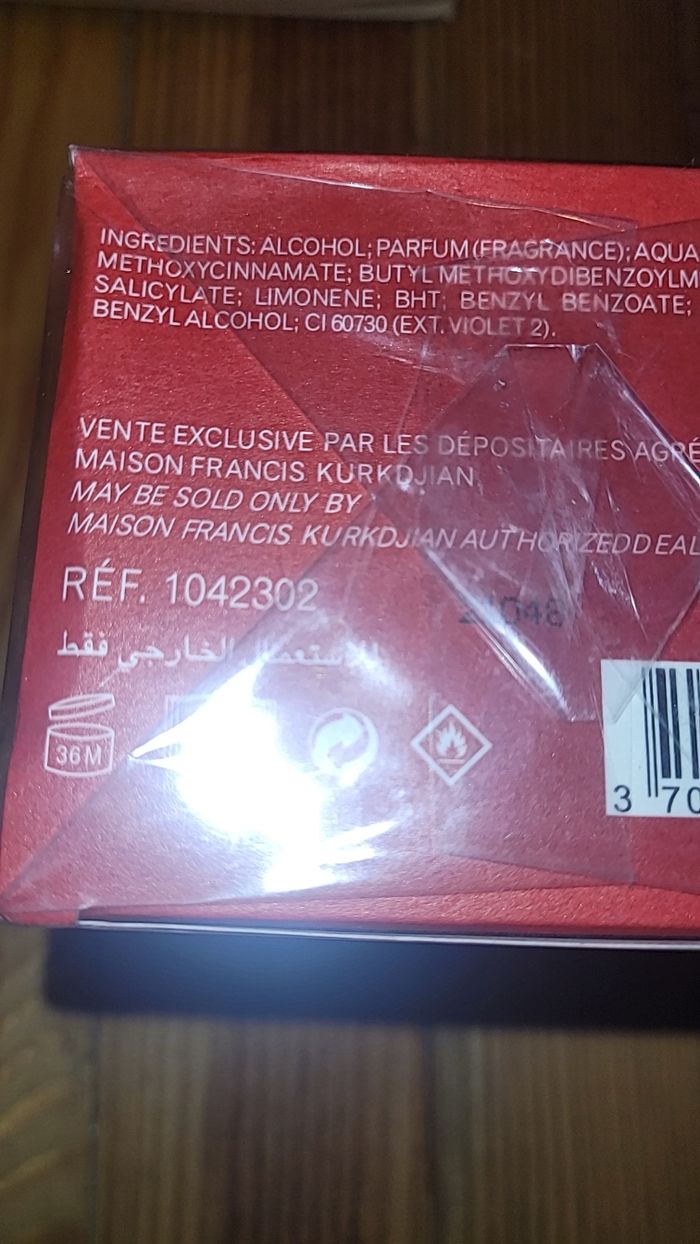 INGREDIENTS: ALCOHOL; PARFUM (FRAGRANCE); AQUA
METHOXYCINNAMATE; BUTYL METHOXYDIBENZOYLM
SALICYLATE; LIMONENE; BHT; BENZYL BENZOATE;
BENZYL ALCOHOL; CI 60730 (EXT. VIOLET 2).
VENTE EXCLUSIVE PAR LES DÉPOSITAIRES AGRÉ
MAISON FRANCIS KURKDJIAN
MAY BE SOLD ONLY BY
MAISON FRANCIS KURKDJIAN AUTHORIZED DEAL
RÉF. 1042302
للاستعمال الخارجي فقط
36 M
3 70